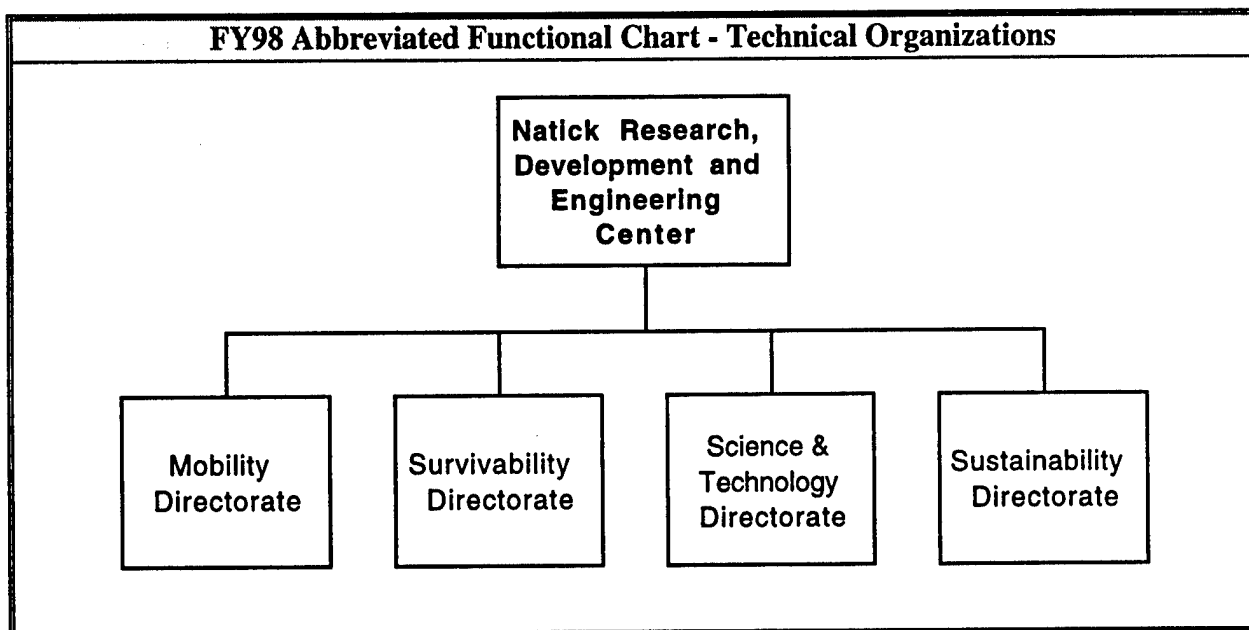 FY98 Abbreviated Functional Chart - Technical Organizations
Natick Research,
Development and
Engineering
Center
Mobility
Directorate
Survivability
Directorate
Science &
Technology
Directorate
Sustainability
Directorate